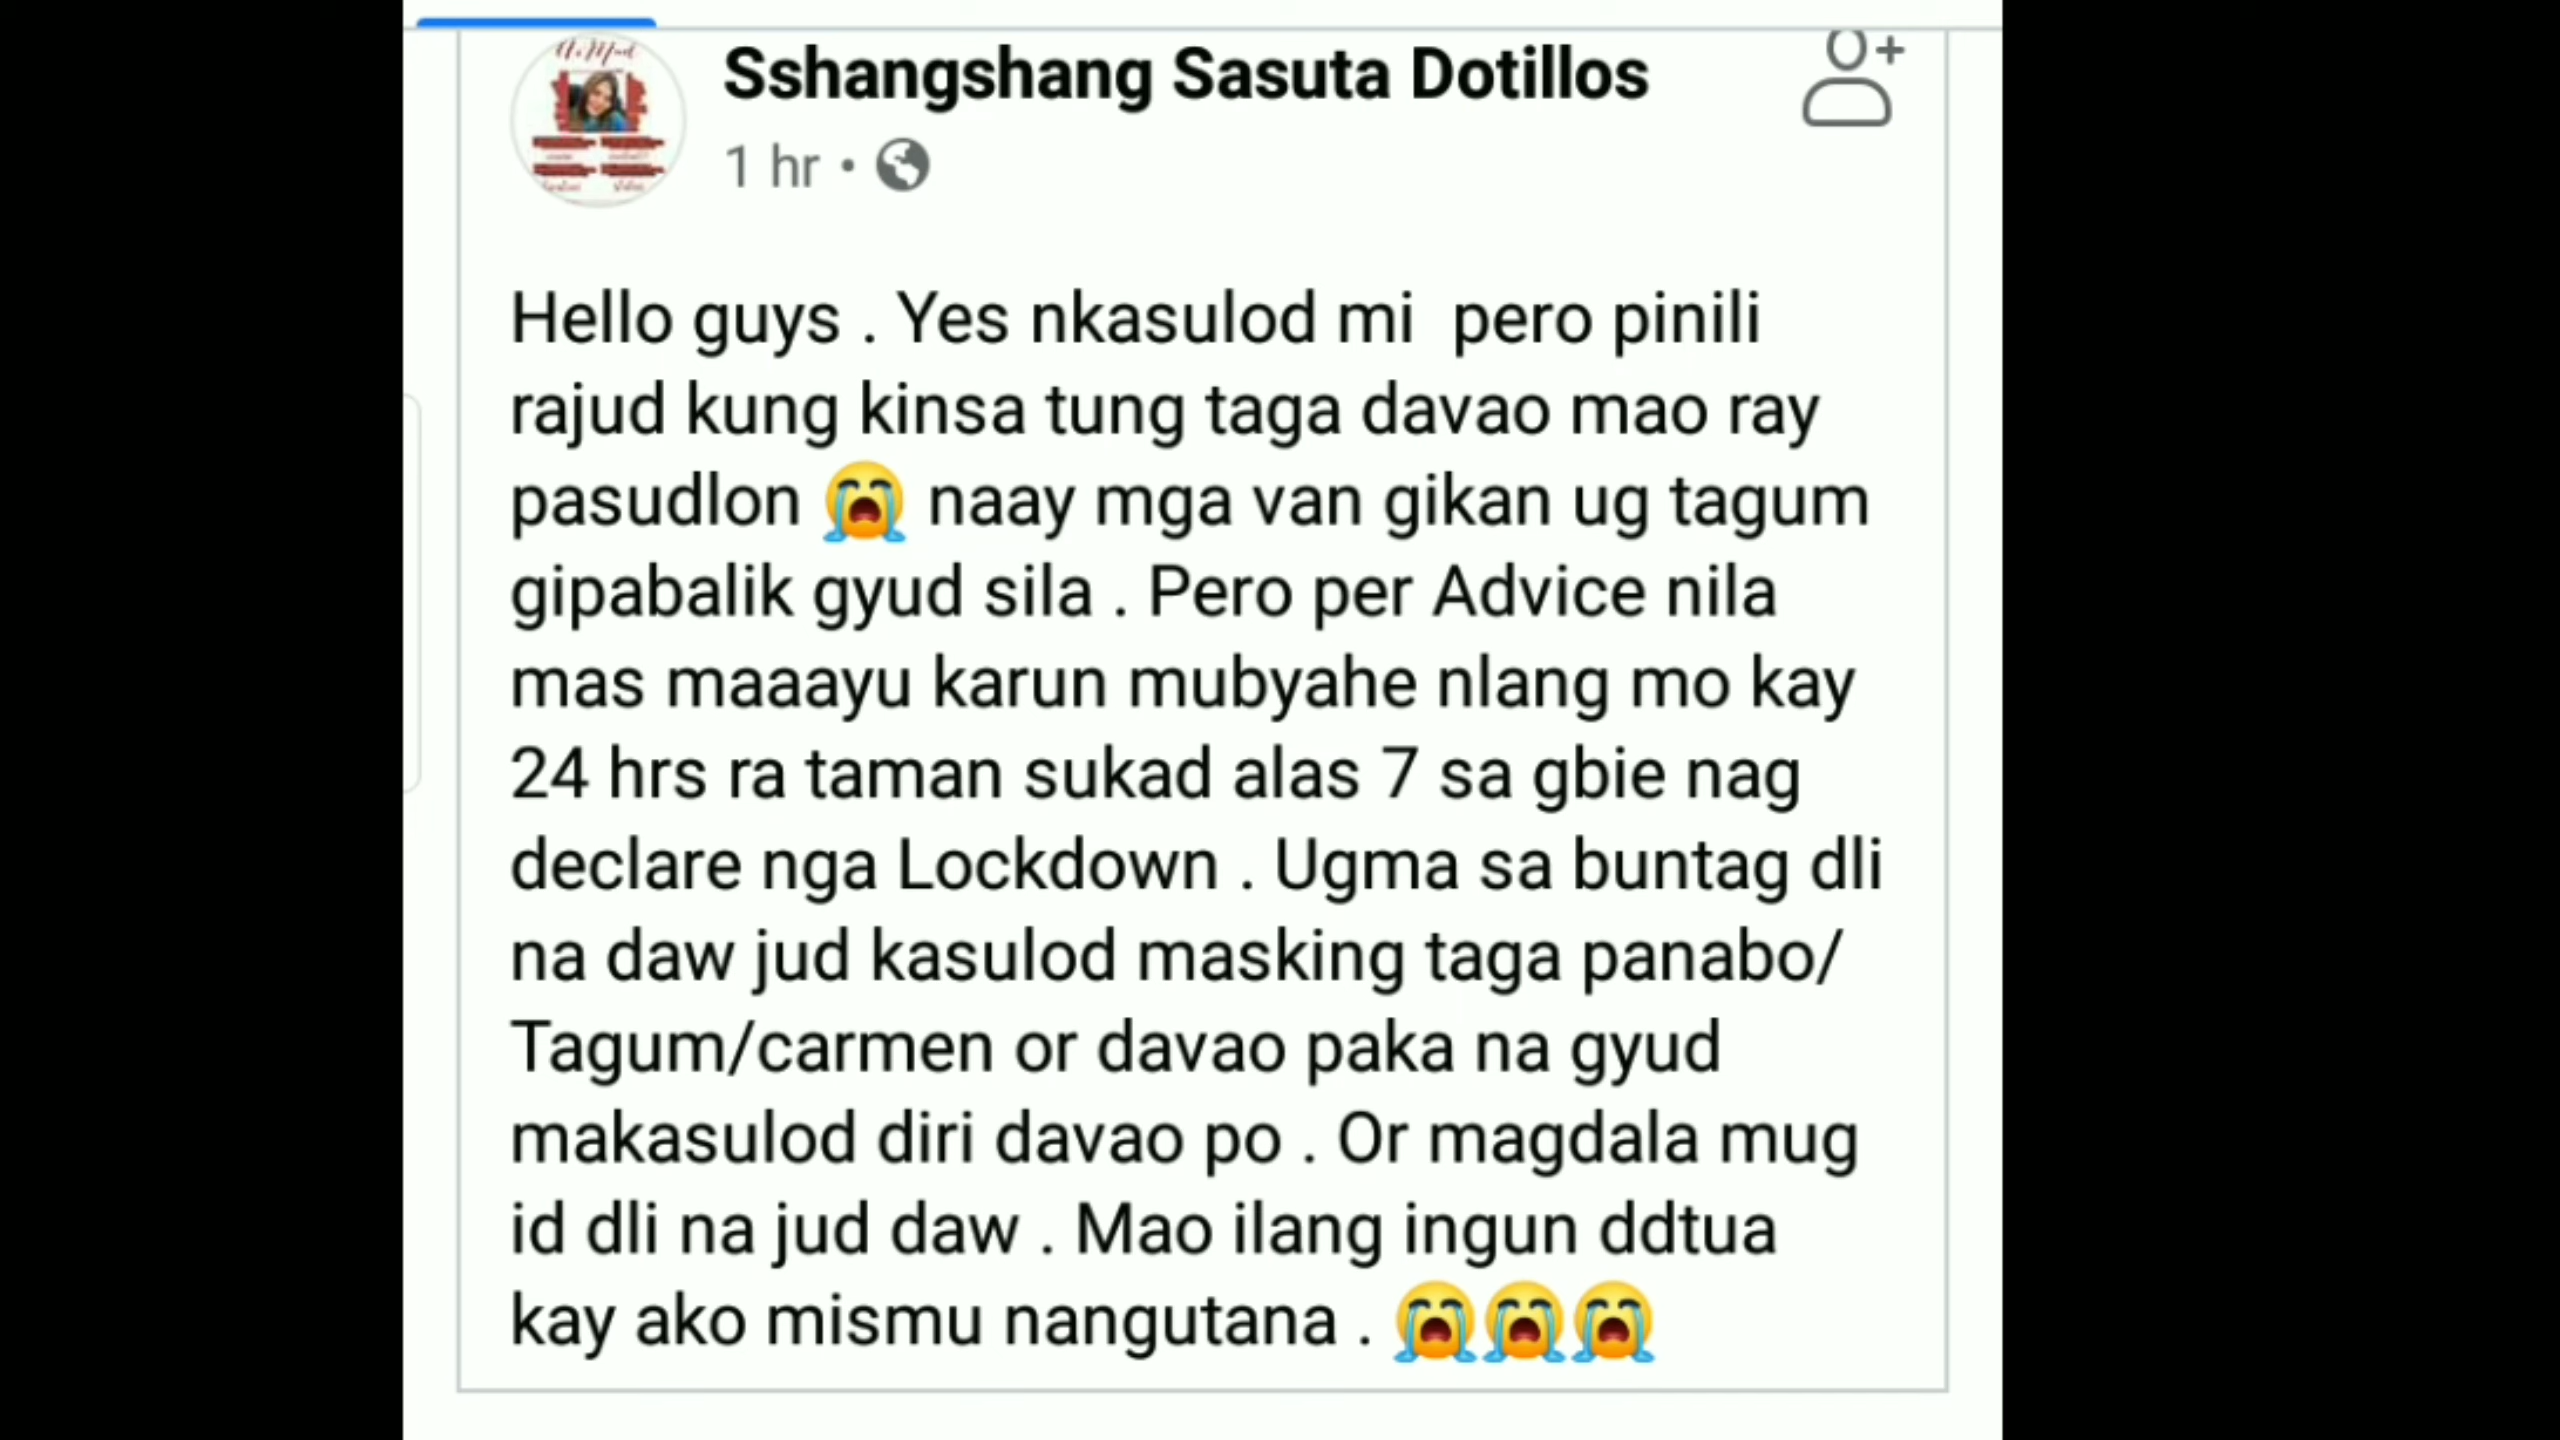 Sshangshang Sasuta Dotillos
1 hr •
Hello guys . Yes nkasulod mi pero pinili
rajud kung kinsa tung taga davao mao ray
pasudlon 😭 naay mga van gikan ug tagum
gipabalik gyud sila . Pero per Advice nila
mas maaayu karun mubyahe nlang mo kay
24 hrs ra taman sukad alas 7 sa gbie nag
declare nga Lockdown . Ugma sa buntag dli
na daw jud kasulod masking taga panabo/
Tagum/carmen or davao paka na gyud
makasulod diri davao po . Or magdala mug
id dli na jud daw . Mao ilang ingun ddtua
kay ako mismu nangutana . 😭😭😭